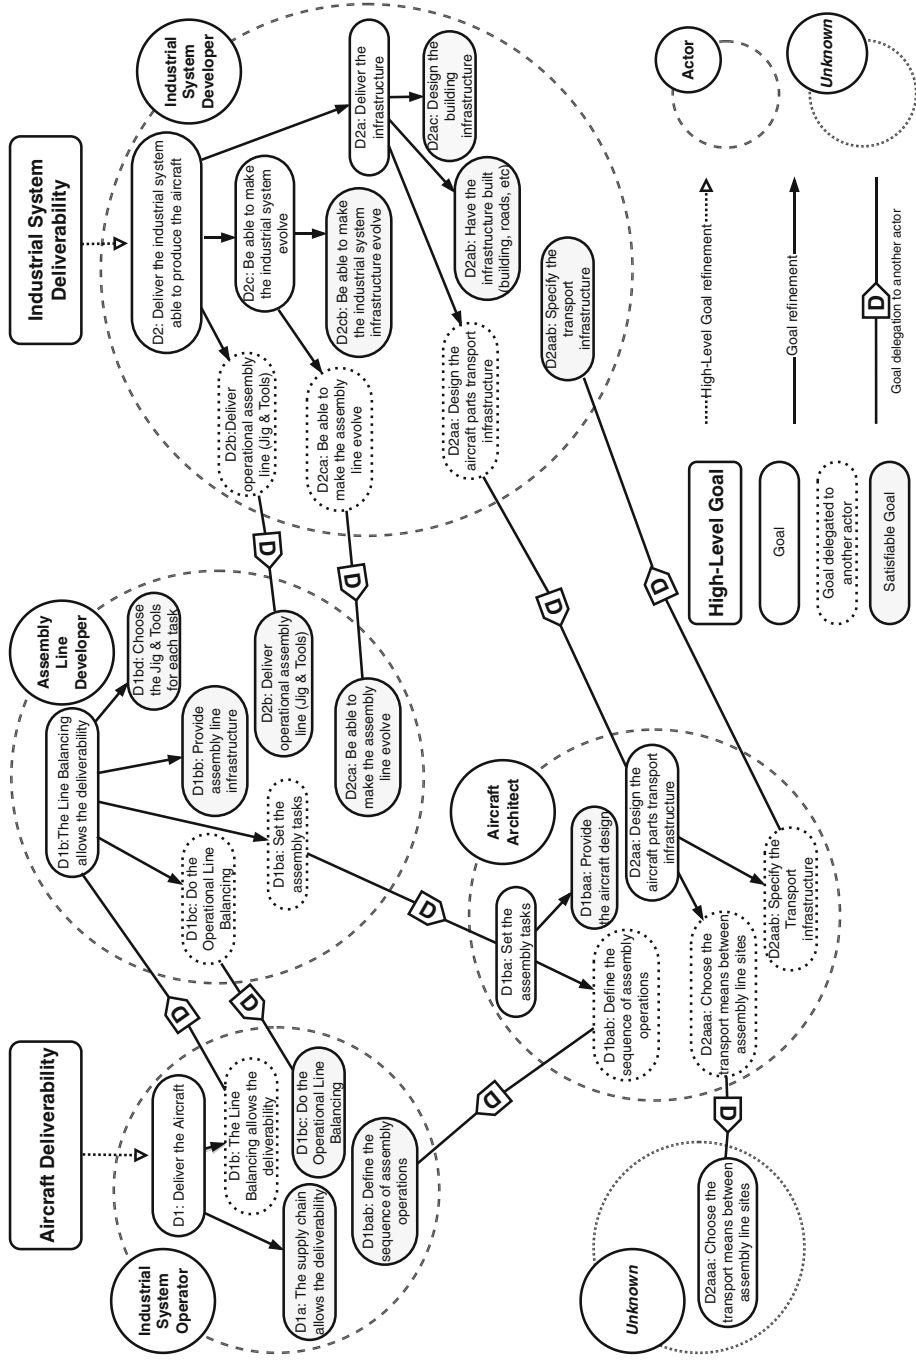 Aircraft Deliverability
Industrial System
Deliverability
Industrial
System
Operator
D1: Deliver the Aircraft
D1a: The supply chain
allows the deliverability
D1b: The Line
Balancing allows the
deliverability
D1bc: Do the
Operational Line
Balancing
D1bab: Define the
sequence of assembly
operations
D
D
D
Assembly
Line
Developer
D1b:The Line Balancing
allows the deliverability
D1bc: Do the
Operational Line
Balancing
D1ba: Set the
assembly tasks
D1bb: Provide
assembly line
infrastructure
D1bd: Choose
the Jig & Tools
for each task
D2b: Deliver
operational assembly
line (Jig & Tools)
D2ca: Be able to
make the assembly
line evolve
D
D
D
Industrial
System
Developer
D2: Deliver the industrial system
able to produce the aircraft
D2b:Deliver
operational assembly
line (Jig & Tools)
D2c: Be able to make
the industrial system
evolve
D2ca: Be able to
make the assembly
line evolve
D2cb: Be able to make
the industrial system
infrastructure evolve
D2a: Deliver the
infrastructure
D2aa: Design the
aircraft parts transport
infrastructure
D2ab: Have the
infrastructure built
(building, roads, etc)
D2ac: Design the
building
infrastructure
D2aab: Specify the
transport
infrastructure
D
D
Aircraft
Architect
D1ba: Set the
assembly tasks
D1baa: Provide
the aircraft design
D1bab: Define the
sequence of assembly
operations
D2aa: Design the
aircraft parts transport
infrastructure
D2aaa: Choose the
transport means between
assembly line sites
D2aab: Specify the
Transport
infrastructure
D
Unknown
D2aaa: Choose the
transport means between
assembly line sites
High-Level Goal
Goal
Goal delegated to
another actor
Satisfiable Goal
High-Level Goal refinement
Goal refinement
D
Goal delegation to another actor
Actor
Unknown